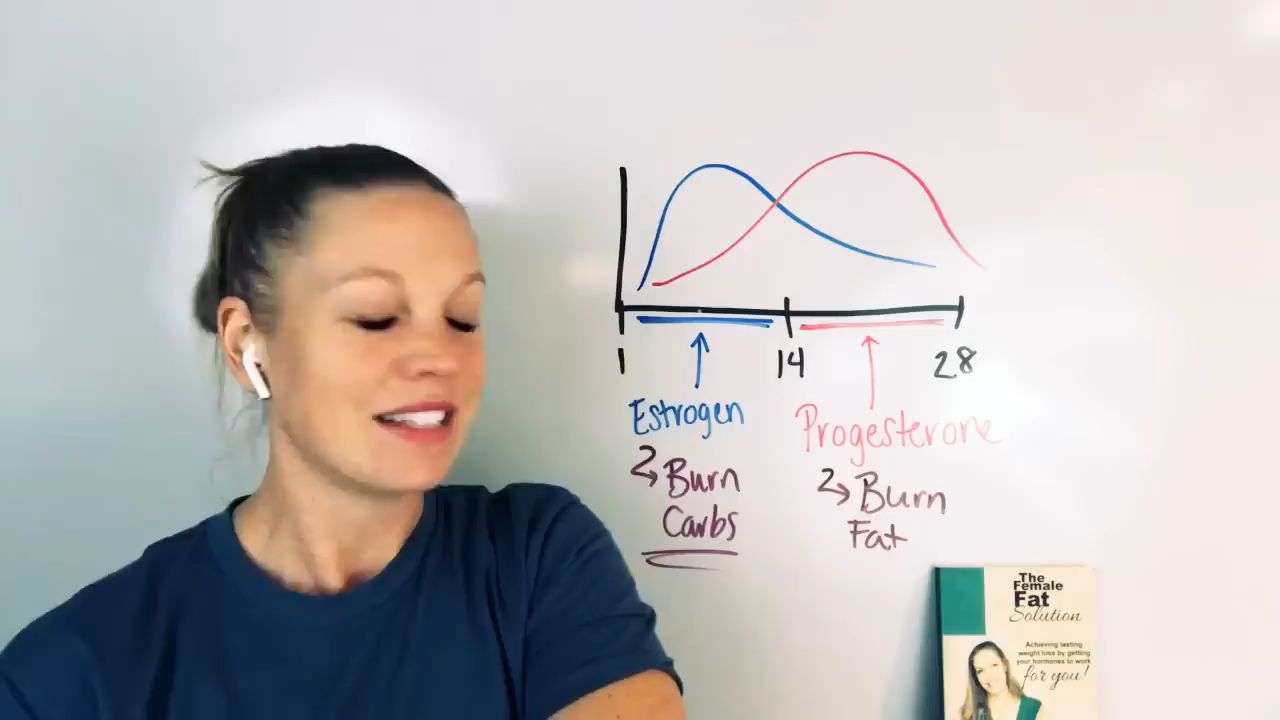 1
14
28
Estrogen
Burn
Carbs
Progesterone
Burn
Fat
The
Female
Fat
Solution
Achieving lasting
weight loss by getting
your hormones to work
for you!